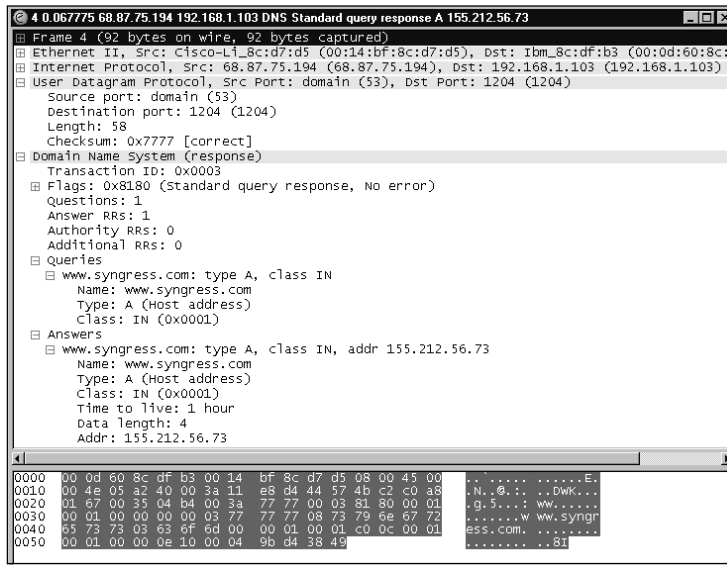 4 0.067775 68.87.75.194 192.168.1.103 DNS Standard query response A 155.212.56.73
Frame 4 (92 bytes on wire, 92 bytes captured)
Ethernet II, Src: Cisco-Li_8c:d7:d5 (00:14:bf:8c:d7:d5), Dst: Ibm_8c:df:b3 (00:0d:60:8c:
Internet Protocol, Src: 68.87.75.194 (68.87.75.194), Dst: 192.168.1.103 (192.168.1.103)
User Datagram Protocol, Src Port: domain (53), Dst Port: 1204 (1204)
Source port: domain (53)
Destination port: 1204 (1204)
Length: 58
Checksum: 0x7777 [correct]
Domain Name System (response)
Transaction ID: 0x0003
Flags: 0x8180 (Standard query response, No error)
Questions: 1
Answer RRs: 1
Authority RRs: 0
Additional RRs: 0
Queries
www.syngress.com: type A, class IN
Name: www.syngress.com
Type: A (Host address)
Class: IN (0x0001)
Answers
www.syngress.com: type A, class IN, addr 155.212.56.73
Name: www.syngress.com
Type: A (Host address)
Class: IN (0x0001)
Time to live: 1 hour
Data length: 4
Addr: 155.212.56.73
0000 00 0d 60 8c df b3 00 14 bf 8c d7 d5 08 00 45 00 ..`..... ......E.
0010 00 4e 05 a2 40 00 3a 11 e8 d4 44 57 4b c2 c0 a8 .N..@.:. ..DWK...
0020 01 67 00 35 04 b4 00 3a 77 77 00 03 81 80 00 01 .g.5...: ww......
0030 00 01 00 00 00 00 03 77 77 77 08 73 79 6e 67 72 .......w ww.syngr
0040 65 73 73 03 63 6f 6d 00 00 01 00 01 c0 0c 00 01 ess.com. ........
0050 00 01 00 00 0e 10 00 04 9b d4 38 49 ........ ..8I